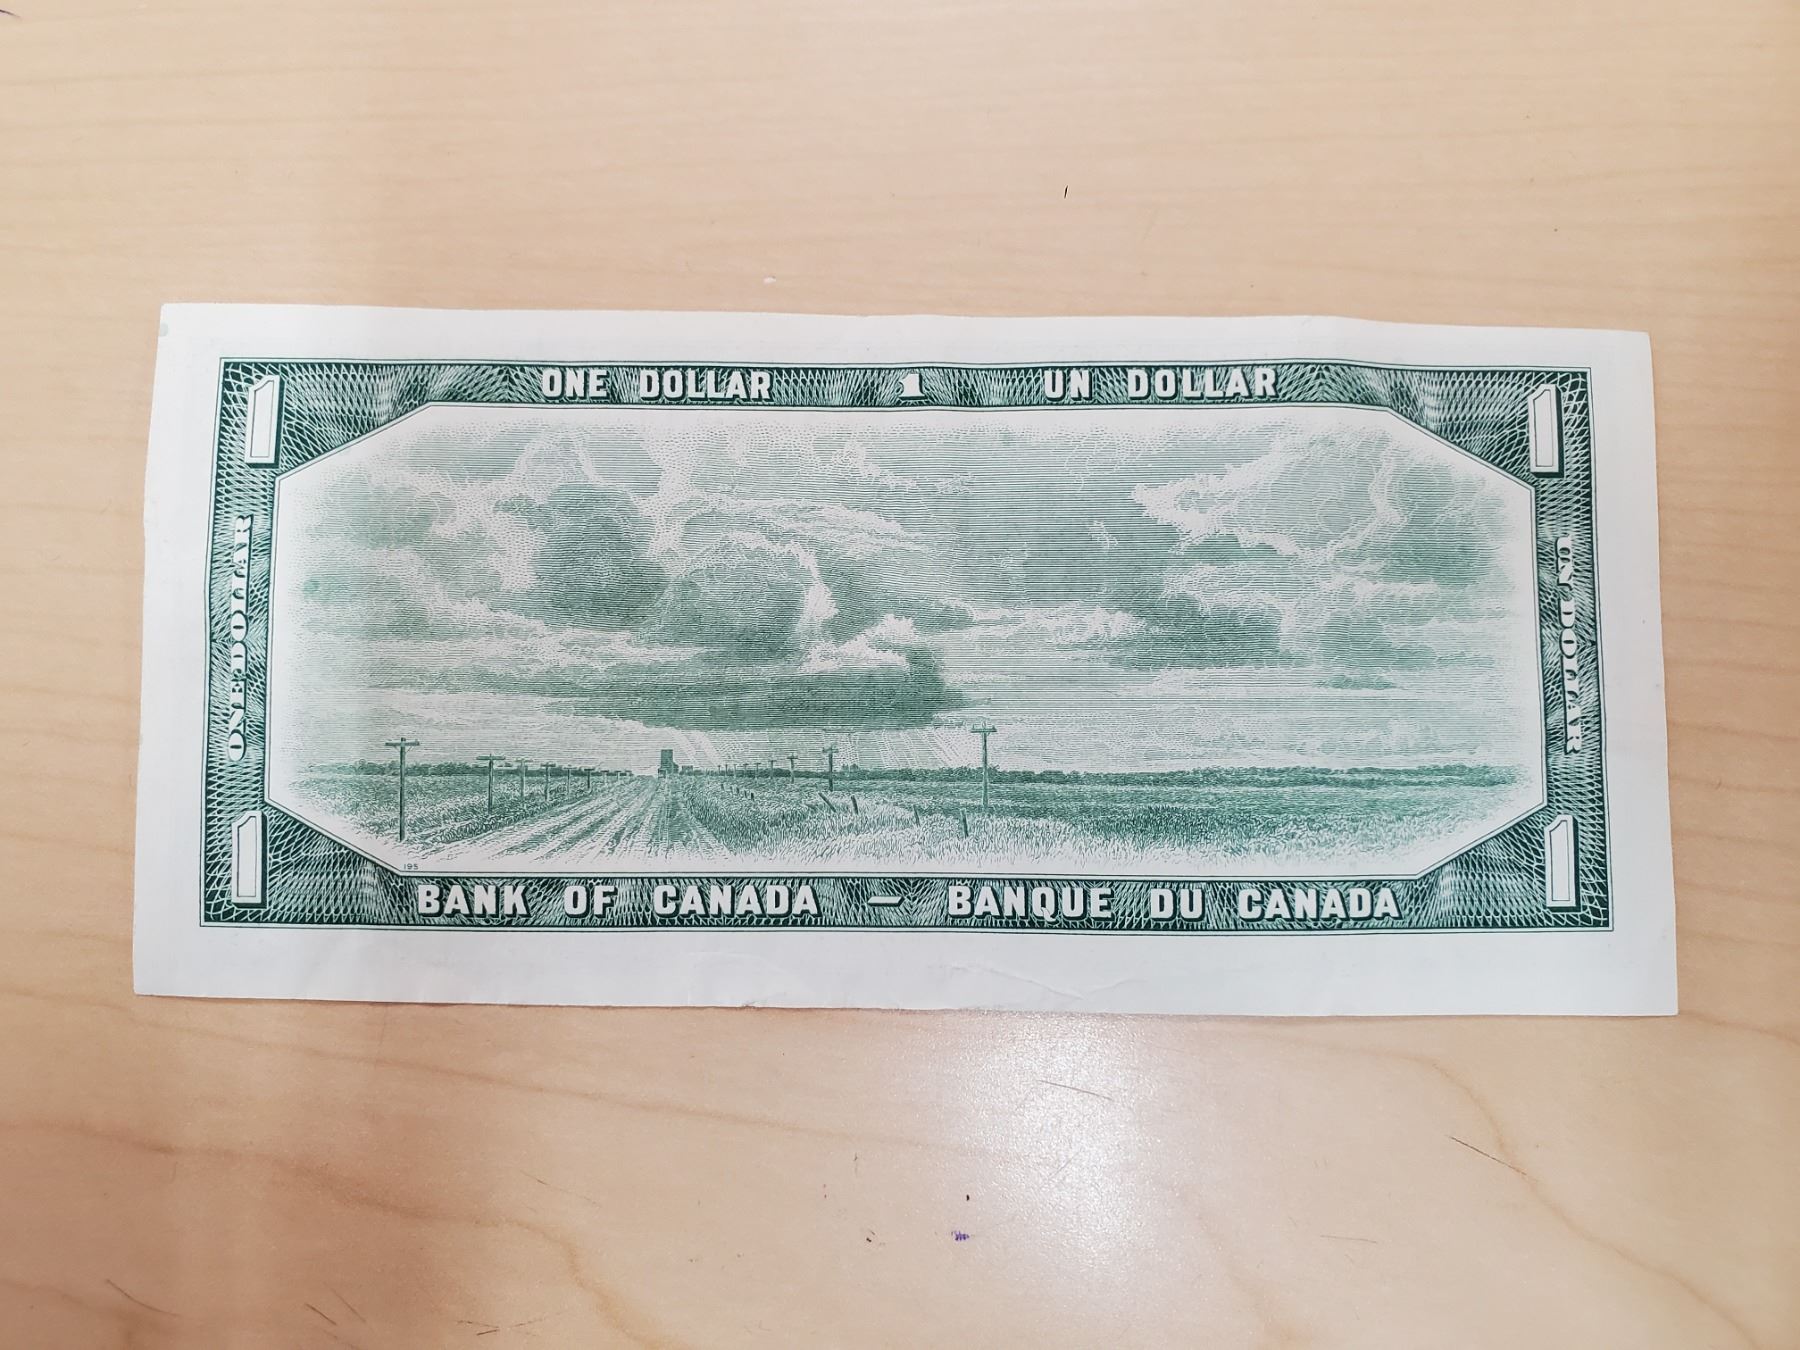 ONE DOLLAR 1 UN DOLLAR
1 1
ONE DOLLAR
UN DOLLAR
1 1
195
BANK OF CANADA – BANQUE DU CANADA